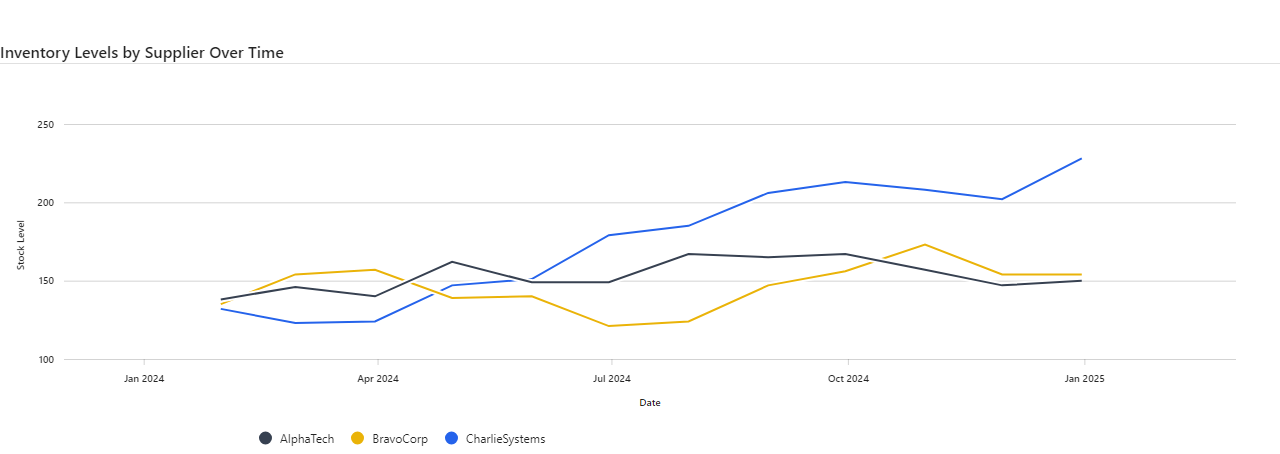 Inventory Levels by Supplier Over Time
250
200
150
100
Stock Level
Jan 2024 Apr 2024 Jul 2024 Oct 2024 Jan 2025
Date
AlphaTech BravoCorp CharlieSystems